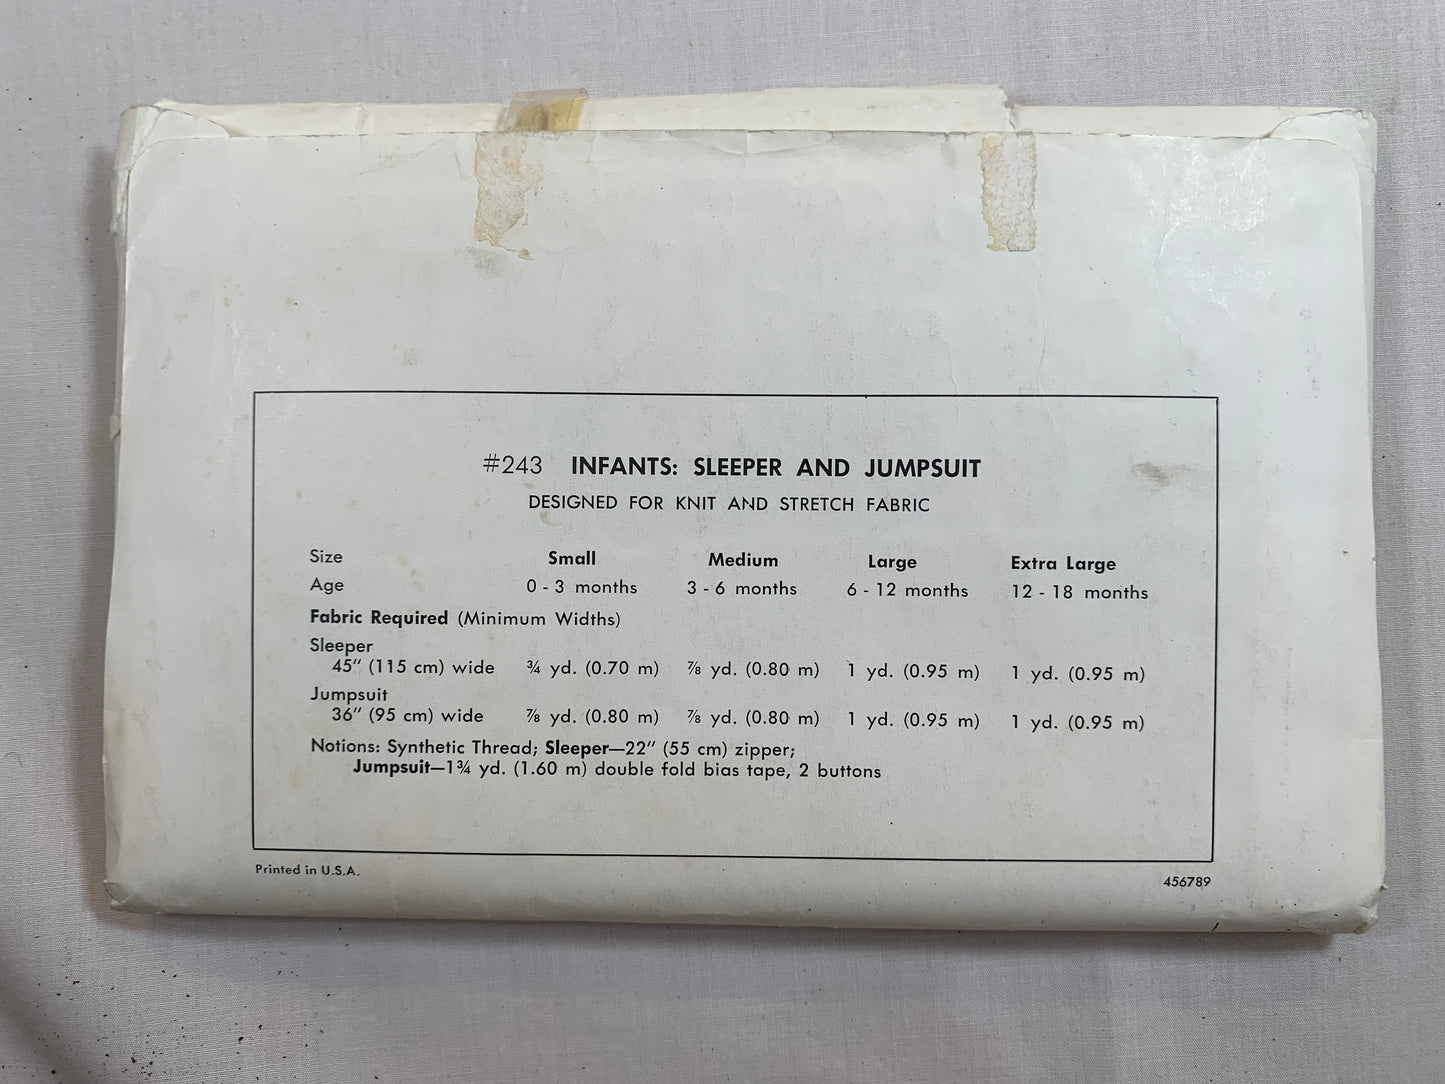 #243 INFANTS: SLEEPER AND JUMPSUIT
DESIGNED FOR KNIT AND STRETCH FABRIC
Size Small Medium Large Extra Large
Age 0 - 3 months 3 - 6 months 6 - 12 months 12 - 18 months
Fabric Required (Minimum Widths)
Sleeper
45" (115 cm) wide ¾ yd. (0.70 m) ⅞ yd. (0.80 m) 1 yd. (0.95 m) 1 yd. (0.95 m)
Jumpsuit
36" (95 cm) wide ⅞ yd. (0.80 m) ⅞ yd. (0.80 m) 1 yd. (0.95 m) 1 yd. (0.95 m)
Notions: Synthetic Thread; Sleeper—22" (55 cm) zipper;
Jumpsuit—1¾ yd. (1.60 m) double fold bias tape, 2 buttons
Printed in U.S.A. 456789